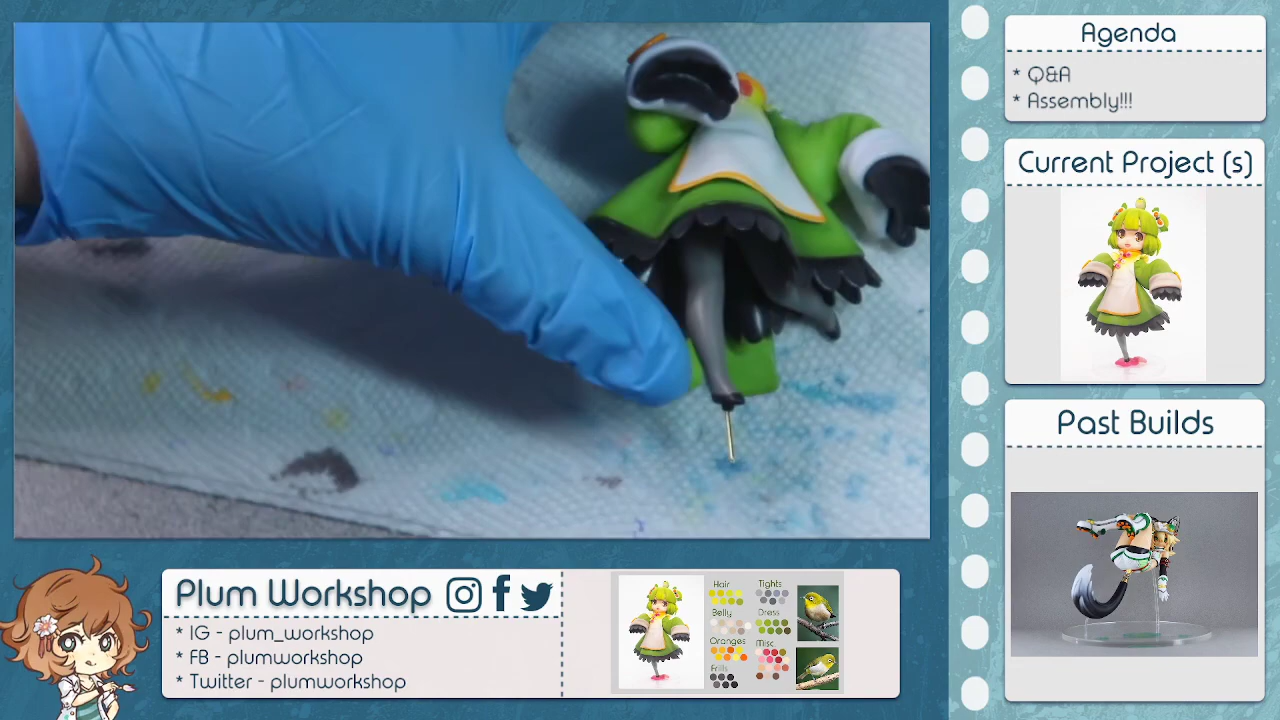 Agenda
* Q&A
* Assembly!!!
Current Project (s)
Past Builds
Plum Workshop
* IG - plum_workshop
* FB - plumworkshop
* Twitter - plumworkshop
Hair
Tights
Belly
Dress
Oranges
Misc.
Frills